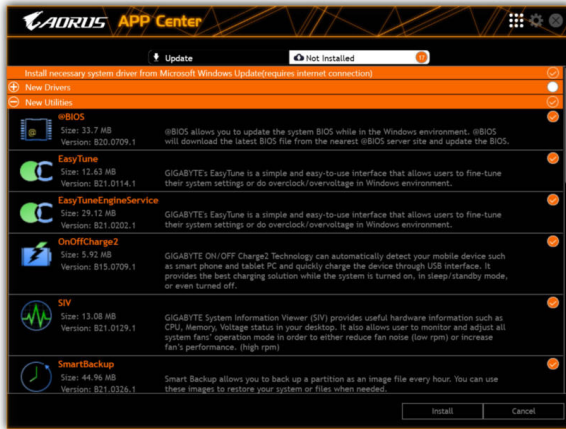 AORUS APP Center
Update
Not Installed
Install necessary system driver from Microsoft Windows Update(requires internet connection)
New Drivers
New Utilities
@BIOS
Size: 33.7 MB
Version: B20.0709.1
@BIOS allows you to update the system BIOS while in the Windows environment. @BIOS
will download the latest BIOS file from the nearest @BIOS server site and update the BIOS.
EasyTune
Size: 12.63 MB
Version: B21.0114.1
GIGABYTE's EasyTune is a simple and easy-to-use interface that allows users to fine-tune
their system settings or do overclock/overvoltage in Windows environment.
EasyTuneEngineService
Size: 29.12 MB
Version: B21.0202.1
GIGABYTE's EasyTune is a simple and easy-to-use interface that allows users to fine-tune
their system settings or do overclock/overvoltage in Windows environment.
OnOffCharge2
Size: 5.92 MB
Version: B15.0709.1
GIGABYTE ON/OFF Charge2 Technology can automatically detect your mobile device such
as smart phone and tablet PC and quickly charge the device through USB interface. It
provides the best charging solution while the system is turned on, in sleep/standby mode,
or even turned off.
SIV
Size: 13.08 MB
Version: B21.0129.1
GIGABYTE System Information Viewer (SIV) provides useful hardware information such as
CPU, Memory, Voltage status in your desktop. It also allows user to monitor and adjust all
system fans' operation mode in order to either reduce fan noise (low rpm) or increase
fan's performance. (high rpm)
SmartBackup
Size: 44.96 MB
Version: B21.0326.1
Smart Backup allows you to back up a partition as an image file every hour. You can use
these images to restore your system or files when needed.
Install
Cancel